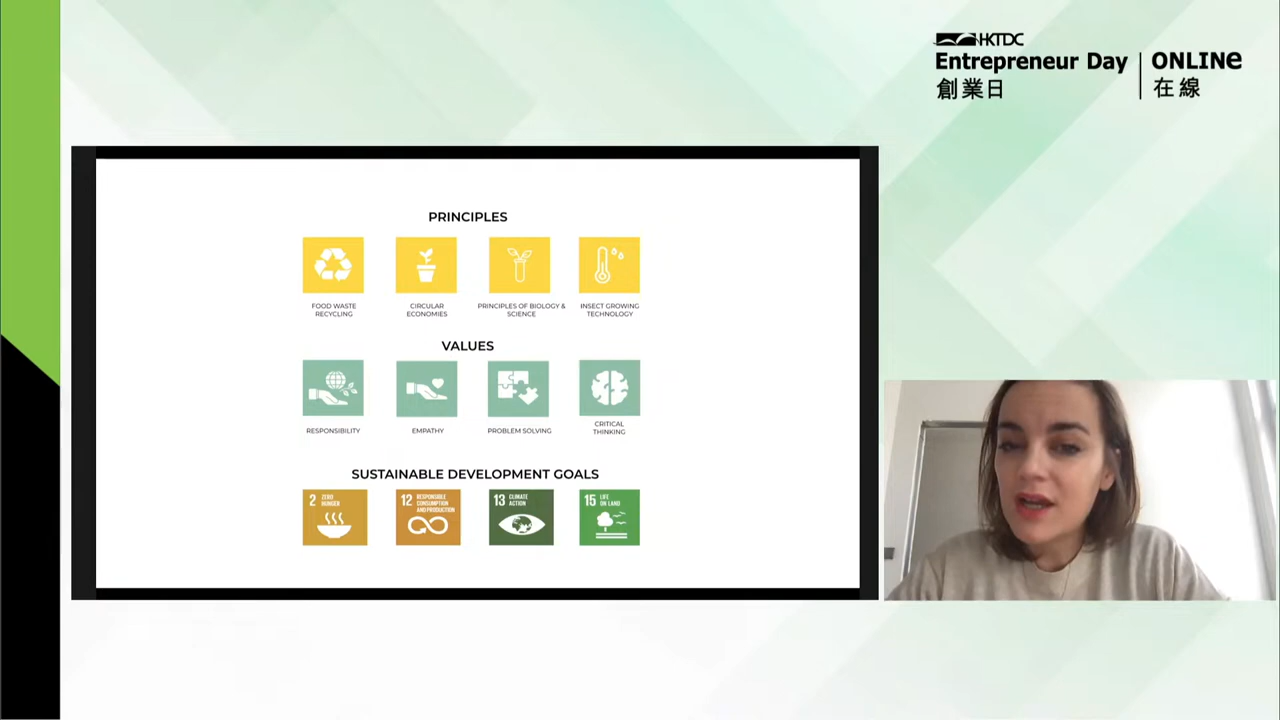 HKTDC
Entrepreneur Day
創業日
ONLINe
在線
PRINCIPLES
FOOD WASTE
RECYCLING
CIRCULAR
ECONOMIES
PRINCIPLES OF BIOLOGY &
SCIENCE
INSECT GROWING
TECHNOLOGY
VALUES
RESPONSIBILITY
EMPATHY
PROBLEM SOLVING
CRITICAL
THINKING
SUSTAINABLE DEVELOPMENT GOALS
2 ZERO
HUNGER
12 RESPONSIBLE
CONSUMPTION
AND PRODUCTION
13 CLIMATE
ACTION
15 LIFE
ON LAND